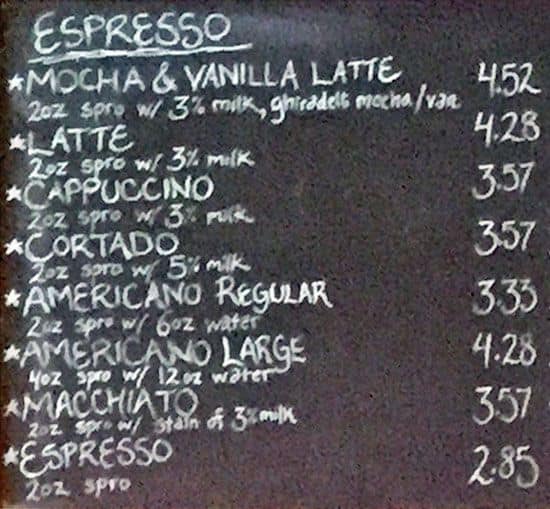 ESPRESSO
★MOCHA & VANILLA LATTE 4.52
2oz spro w/ 3% milk, ghiradeli mocha/van
★LATTE 4.28
2oz spro w/ 3% milk
★CAPPUCCINO 3.57
2oz spro w/ 3% milk
★CORTADO 3.57
2oz spro w/ 5% milk
★AMERICANO REGULAR 3.33
2oz spro w/ 6oz water
★AMERICANO LARGE 4.28
4oz spro w/ 12oz water
★MACCHIATO 3.57
2oz spro w/ stain of 3% milk
★ESPRESSO 2.85
2oz spro